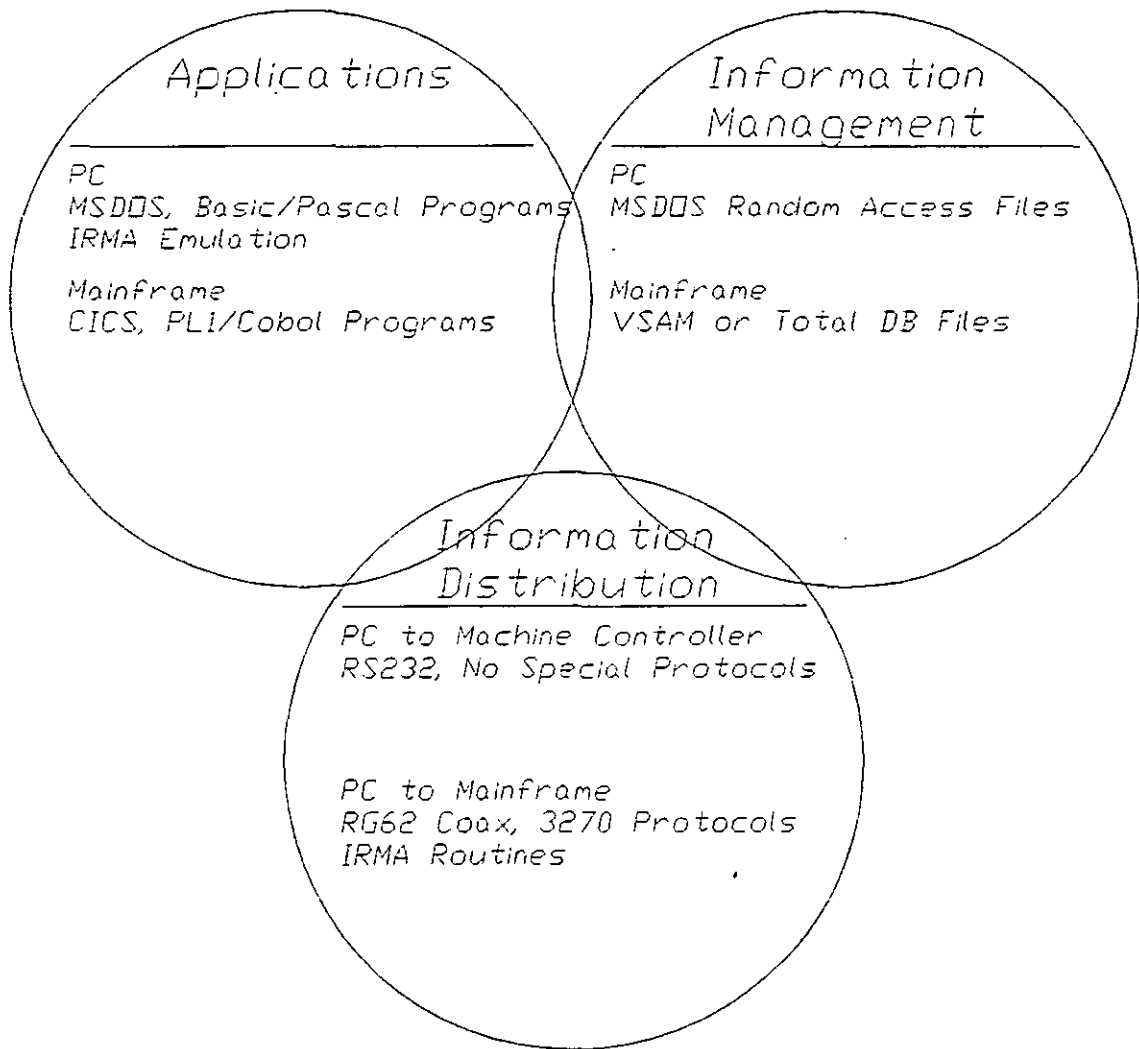 Applications
PC
MSDOS, Basic/Pascal Programs
IRMA Emulation
Mainframe
CICS, PL1/Cobol Programs
Information
Management
PC
MSDOS Random Access Files
Mainframe
VSAM or Total DB Files
Information
Distribution
PC to Machine Controller
RS232, No Special Protocols
PC to Mainframe
RG62 Coax, 3270 Protocols
IRMA Routines